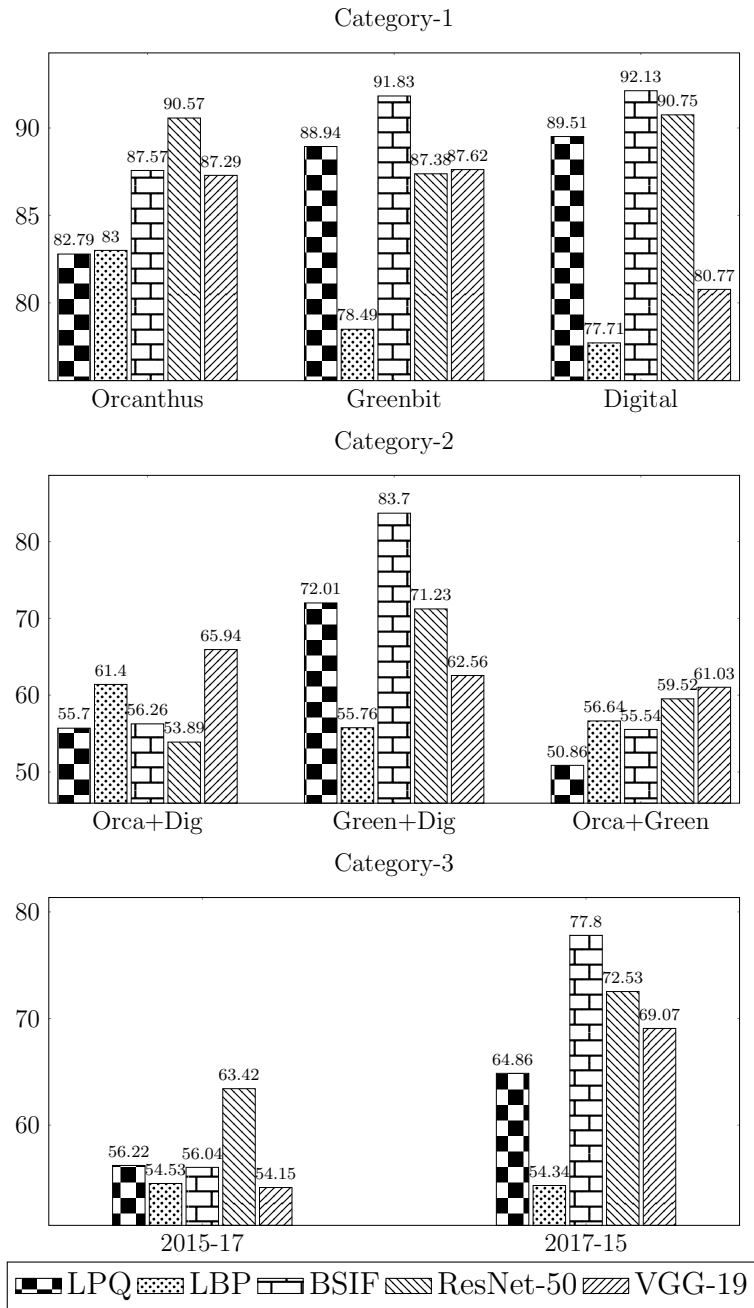 Category-1
90
85
80
82.79 83 87.57 90.57 87.29
88.94 78.49 91.83 87.38 87.62
89.51 77.71 92.13 90.75 80.77
Orcanthus Greenbit Digital
Category-2
80
70
60
50
55.7 61.4 56.26 53.89 65.94
72.01 55.76 83.7 71.23 62.56
50.86 56.64 55.54 59.52 61.03
Orca+Dig Green+Dig Orca+Green
Category-3
80
70
60
56.22 54.53 56.04 63.42 54.15
64.86 54.34 77.8 72.53 69.07
2015-17 2017-15
LPQ LBP BSIF ResNet-50 VGG-19